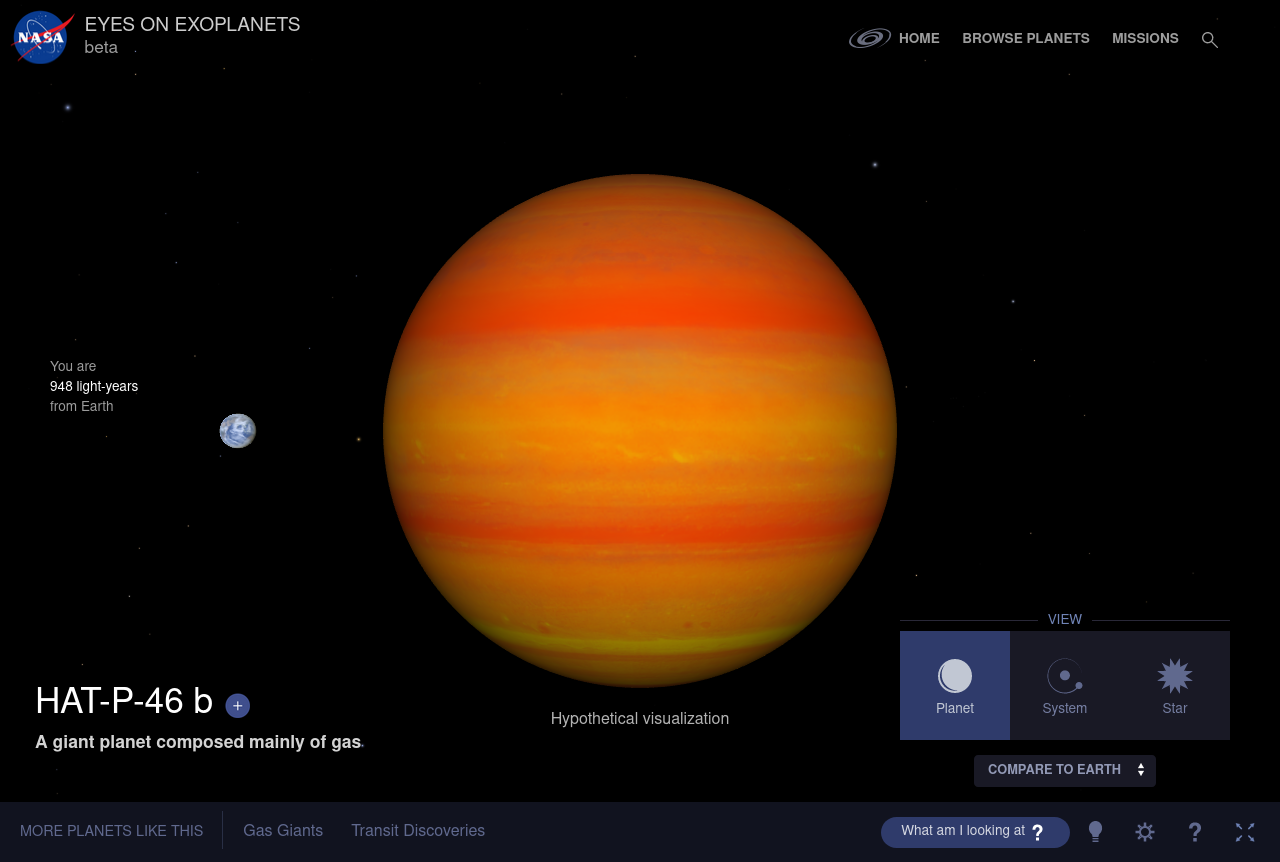 NASA
EYES ON EXOPLANETS
beta
HOME
BROWSE PLANETS
MISSIONS
You are
948 light-years
from Earth
VIEW
Planet
System
Star
HAT-P-46 b +
A giant planet composed mainly of gas.
Hypothetical visualization
COMPARE TO EARTH
MORE PLANETS LIKE THIS
Gas Giants
Transit Discoveries
What am I looking at ?
?